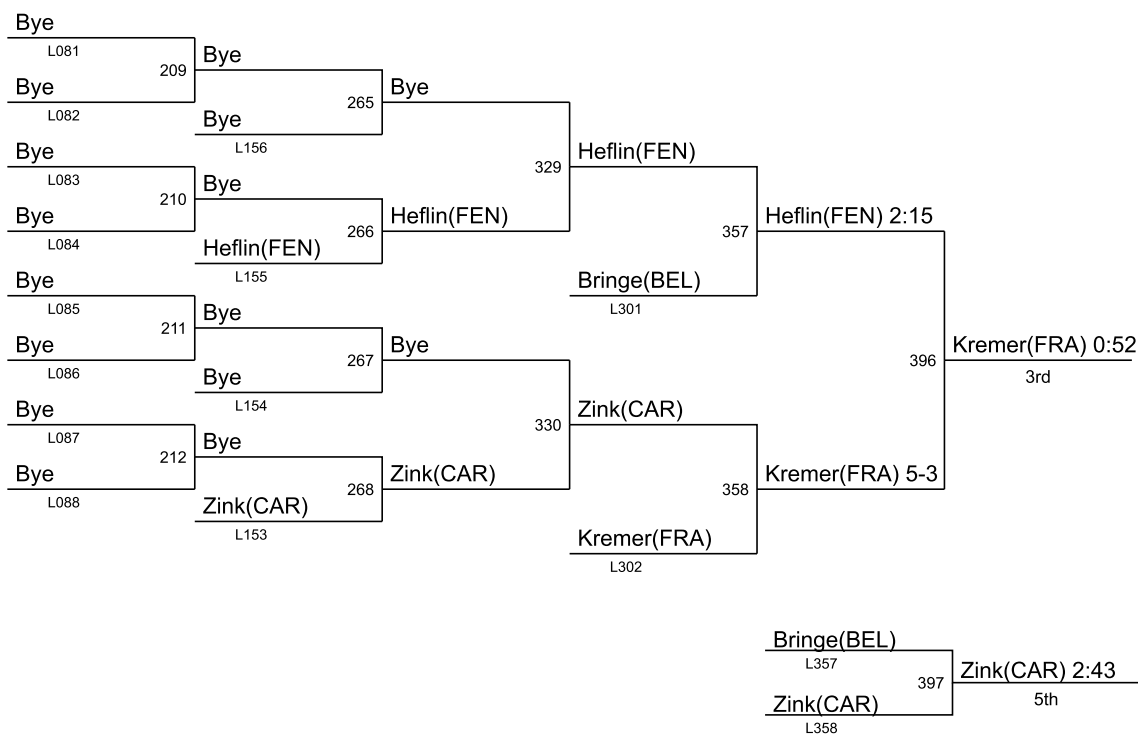 Bye
L081
209
Bye
Bye
L082
265
Bye
Bye
L156
Bye
L083
210
Bye
Bye
L084
266
Heflin(FEN)
Heflin(FEN)
L155
329
Heflin(FEN)
Bringe(BEL)
L301
357
Heflin(FEN) 2:15
Bye
L085
211
Bye
Bye
L086
267
Bye
Bye
L154
Bye
L087
212
Bye
Bye
L088
268
Zink(CAR)
Zink(CAR)
L153
330
Zink(CAR)
Kremer(FRA)
L302
358
Kremer(FRA) 5-3
396
Kremer(FRA) 0:52
3rd
Bringe(BEL)
L357
397
Zink(CAR) 2:43
5th
Zink(CAR)
L358